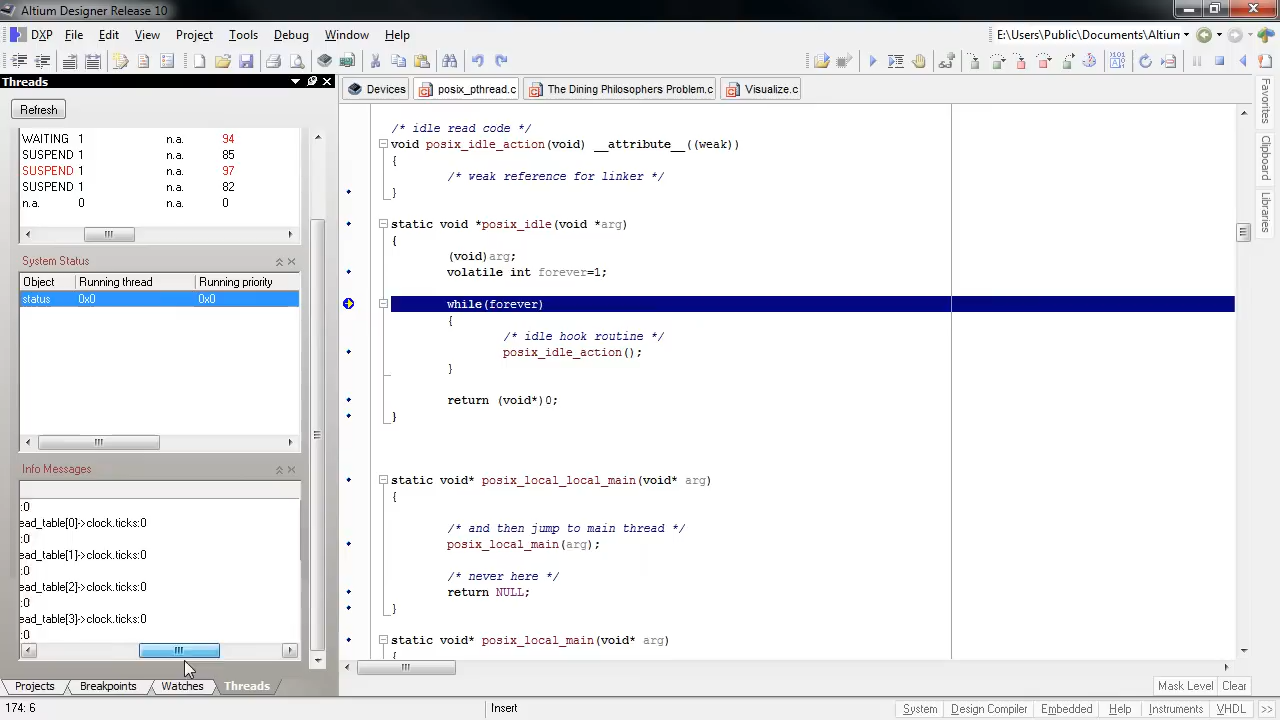 Altium Designer Release 10
DXP File Edit View Project Tools Debug Window Help E:\Users\Public\Documents\Altium
Threads
Refresh
WAITING 1 n.a. 94
SUSPEND 1 n.a. 85
SUSPEND 1 n.a. 97
SUSPEND 1 n.a. 82
n.a. 0 n.a. 0
System Status
Object Running thread Running priority
status 0x0 0x0
Info Messages
:0
ead_table[0]->clock.ticks:0
:0
ead_table[1]->clock.ticks:0
:0
ead_table[2]->clock.ticks:0
:0
ead_table[3]->clock.ticks:0
:0
Projects Breakpoints Watches Threads
Devices posix_pthread.c The Dining Philosophers Problem.c Visualize.c
/* idle read code */
void posix_idle_action(void) __attribute__((weak))
{
/* weak reference for linker */
}
static void *posix_idle(void *arg)
{
(void)arg;
volatile int forever=1;
while(forever)
{
/* idle hook routine */
posix_idle_action();
}
return (void*)0;
}
static void* posix_local_local_main(void* arg)
{
/* and then jump to main thread */
posix_local_main(arg);
/* never here */
return NULL;
}
static void* posix_local_main(void* arg)
{
Favorites
Clipboard
Libraries
Mask Level Clear
174: 6 Insert System Design Compiler Embedded Help Instruments VHDL >>